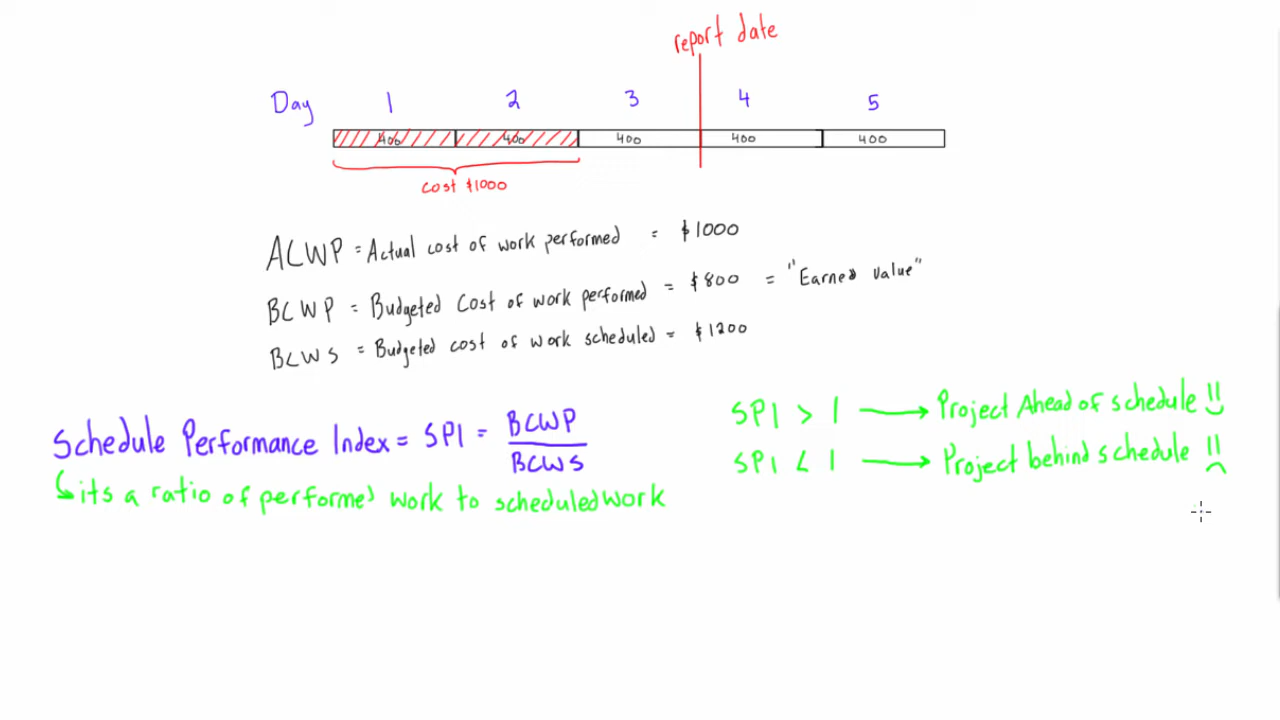 report date
Day 1 2 3 4 5
400 400 400 400 400
cost $1000
ACWP = Actual cost of work performed = $1000
BCWP = Budgeted Cost of work performed = $800 = "Earned value"
BCWS = Budgeted cost of work scheduled = $1200
Schedule Performance Index = SPI = BCWP
BCWS
its a ratio of performed work to scheduled work
SPI > 1 → Project Ahead of schedule !!
SPI < 1 → Project behind schedule !!